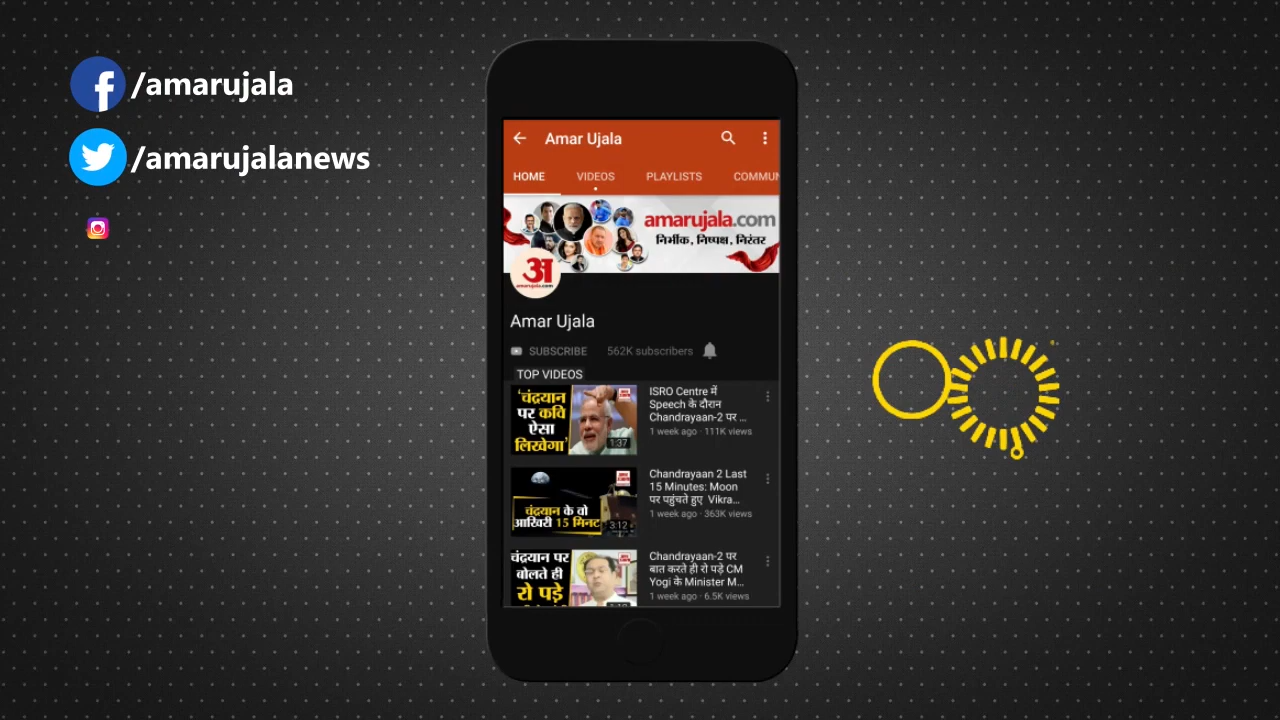 /amarujala
/amarujalanews
Amar Ujala
HOME VIDEOS PLAYLISTS COMMUN
amarujala.com
निर्भीक, निष्पक्ष, निरंतर
अ
amarujala.com
Amar Ujala
SUBSCRIBE 562K subscribers
TOP VIDEOS
'चंद्रयान
पर कवि
ऐसा
लिखेगा'
1:37
ISRO Centre में
Speech के दौरान
Chandrayaan-2 पर ...
1 week ago · 111K views
चंद्रयान के वो
आखिरी 15 मिनट
3:12
Chandrayaan 2 Last
15 Minutes: Moon
पर पहुंचते हुए Vikra...
1 week ago · 363K views
चंद्रयान पर
बोलते ही
रो पड़े
Chandrayaan-2 पर
बात करते ही रो पड़े CM
Yogi के Minister M...
1 week ago · 6.5K views